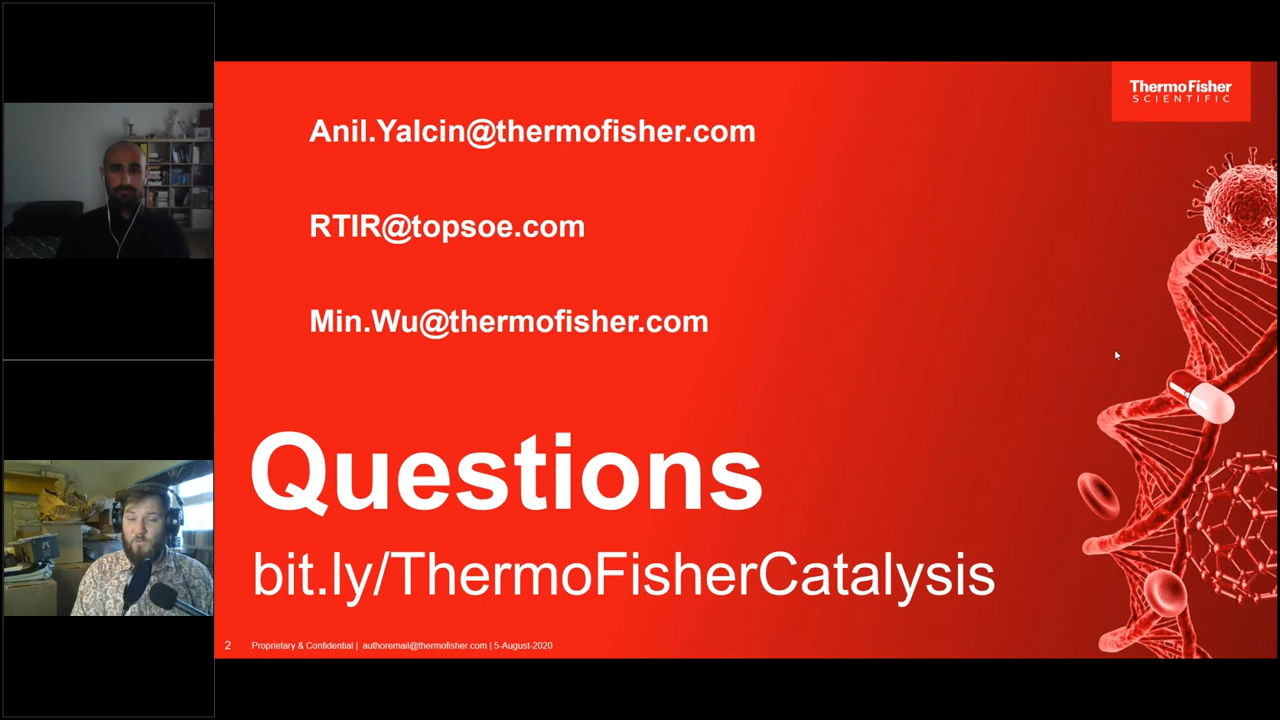 ThermoFisher
SCIENTIFIC
Anil.Yalcin@thermofisher.com
RTIR@topsoe.com
Min.Wu@thermofisher.com
Questions
bit.ly/ThermoFisherCatalysis
2 Proprietary & Confidential | authoremail@thermofisher.com | 5-August-2020